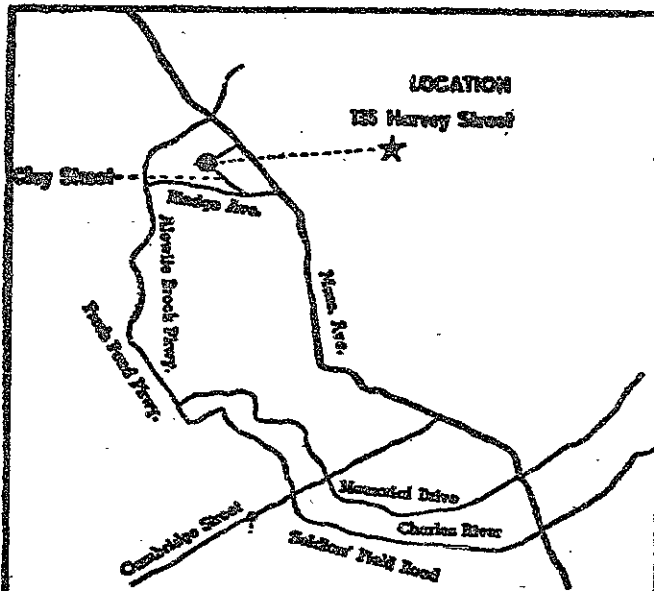 LOCATION
135 Harvey Street
Clay Street
Rindge Ave.
Alewife Brook Pkwy.
Mass. Ave.
Fresh Pond Pkwy.
Memorial Drive
Charles River
Cambridge Street
Soldiers' Field Road